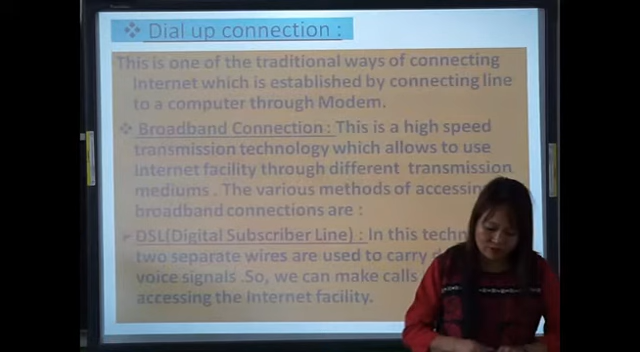 ❖ Dial up connection :
This is one of the traditional ways of connecting
Internet which is established by connecting line
to a computer through Modem.
❖ Broadband Connection : This is a high speed
transmission technology which allows to use
Internet facility through different transmission
mediums . The various methods of accessing
broadband connections are :
➢ DSL(Digital Subscriber Line) : In this
two separate wires are used to carry
voice signals .So, we can make calls
accessing the Internet facility.